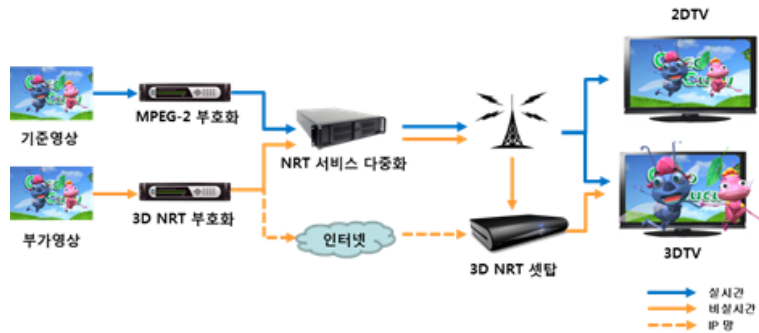 2DTV
기준영상
MPEG-2 부호화
NRT 서비스 다중화
부가영상
3D NRT 부호화
인터넷
3D NRT 셋탑
3DTV
실시간
비실시간
IP 망